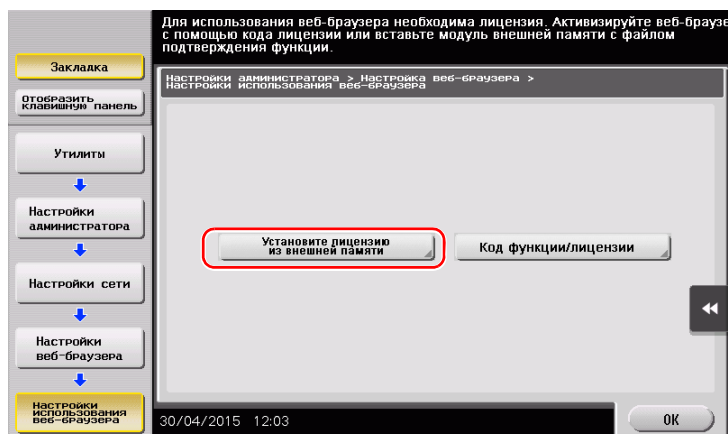 Для использования веб-браузера необходима лицензия. Активизируйте веб-браузе
с помощью кода лицензии или вставьте модуль внешней памяти с файлом
подтверждения функции.
Закладка
Отобразить
клавишную панель
Утилиты
Настройки
администратора
Настройки сети
Настройки
веб-браузера
Настройки
использования
веб-браузера
Настройки администратора > Настройка веб-браузера >
Настройки использования веб-браузера
Установите лицензию
из внешней памяти
Код функции/лицензии
30/04/2015 12:03
OK